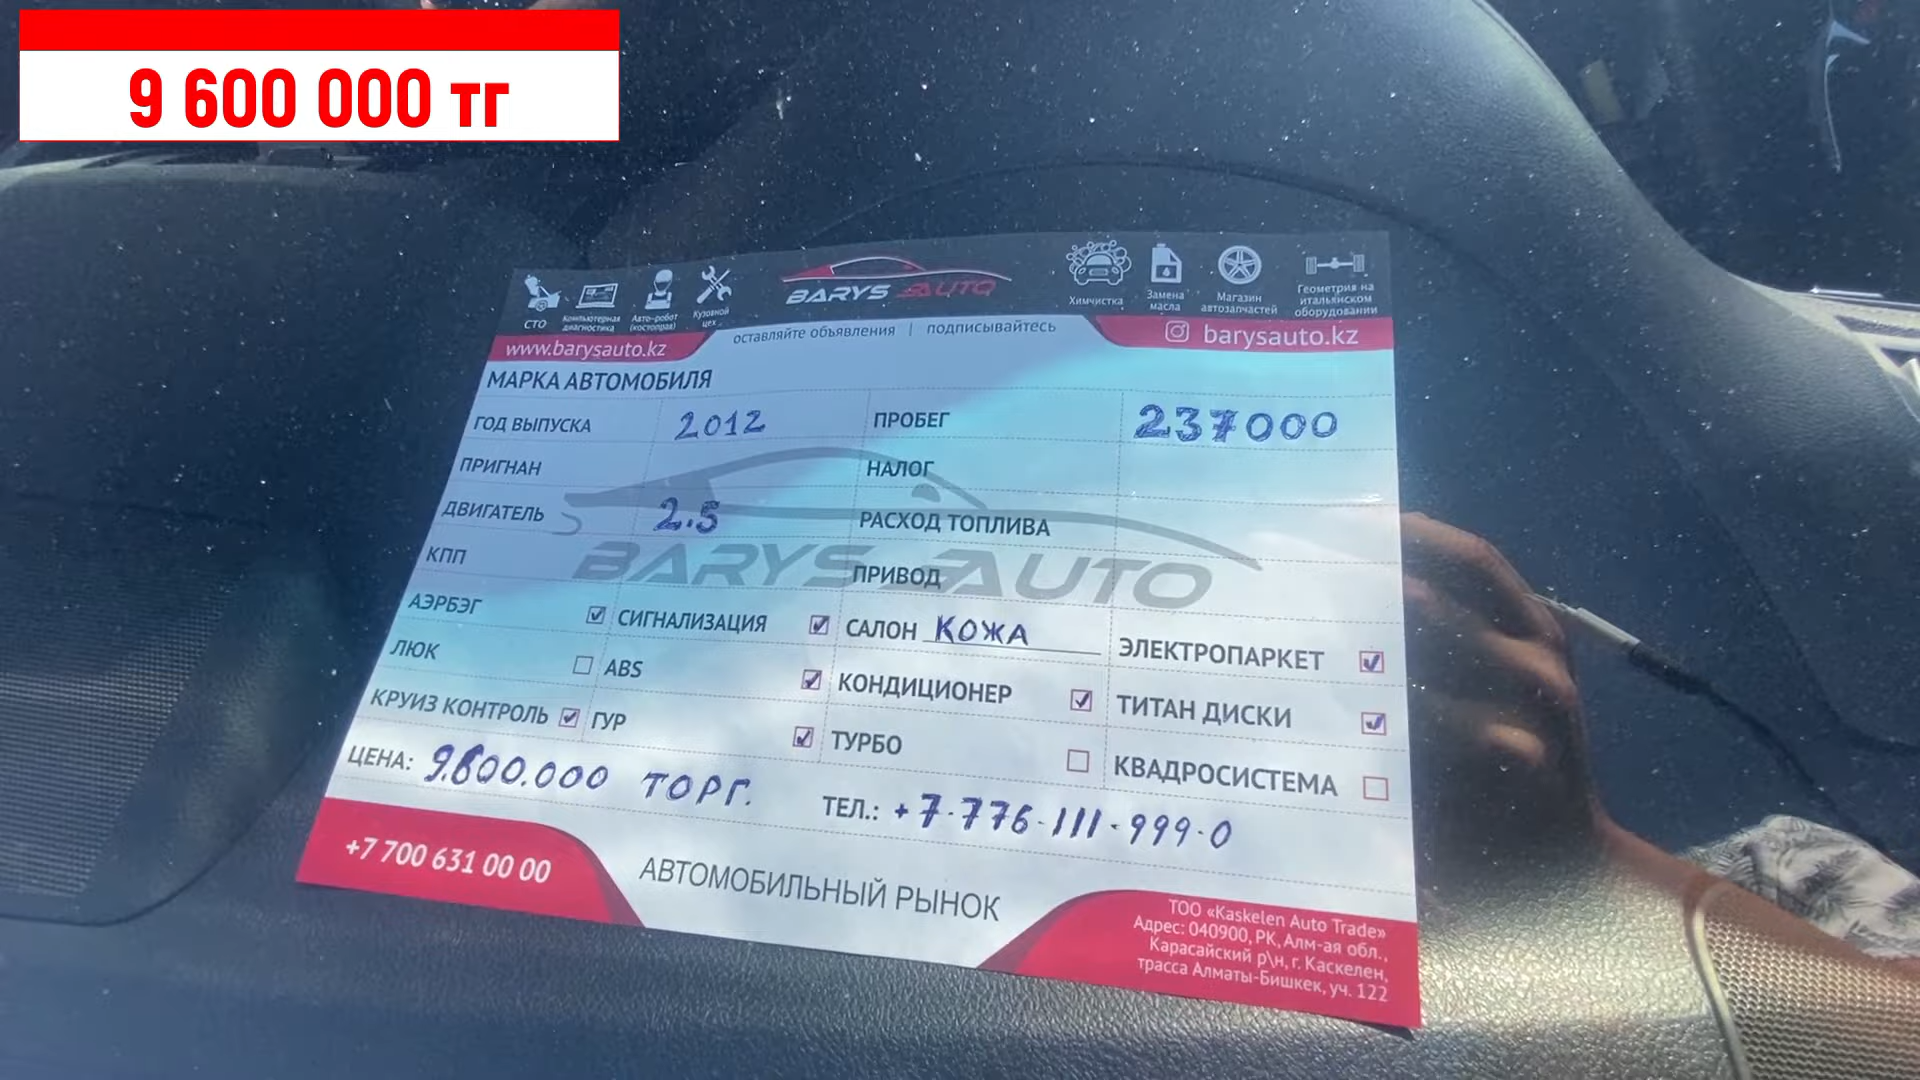 9 600 000 тг
СТО
Компьютерная диагностика
Авто-робот (костоправ)
Кузовной цех
BARYS AUTO
Химчистка
Замена масла
Магазин автозапчастей
Геометрия на итальянском оборудовании
www.barysauto.kz
оставляйте объявления | подписывайтесь
barysauto.kz
МАРКА АВТОМОБИЛЯ
ГОД ВЫПУСКА 2012 ПРОБЕГ 237000
ПРИГНАН НАЛОГ
ДВИГАТЕЛЬ 2.5 РАСХОД ТОПЛИВА
КПП ПРИВОД
BARYS AUTO
АЭРБЭГ СИГНАЛИЗАЦИЯ САЛОН КОЖА ЭЛЕКТРОПАРКЕТ
ЛЮК ABS КОНДИЦИОНЕР ТИТАН ДИСКИ
КРУИЗ КОНТРОЛЬ ГУР ТУРБО КВАДРОСИСТЕМА
ЦЕНА: ТОРГ. ТЕЛ.: +7-776-111-999-0
+7 700 631 00 00
АВТОМОБИЛЬНЫЙ РЫНОК
ТОО «Kaskelen Auto Trade»
Адрес: 040900, РК, Алм-ая обл.,
Карасайский р\н, г. Каскелен,
трасса Алматы-Бишкек, уч. 122